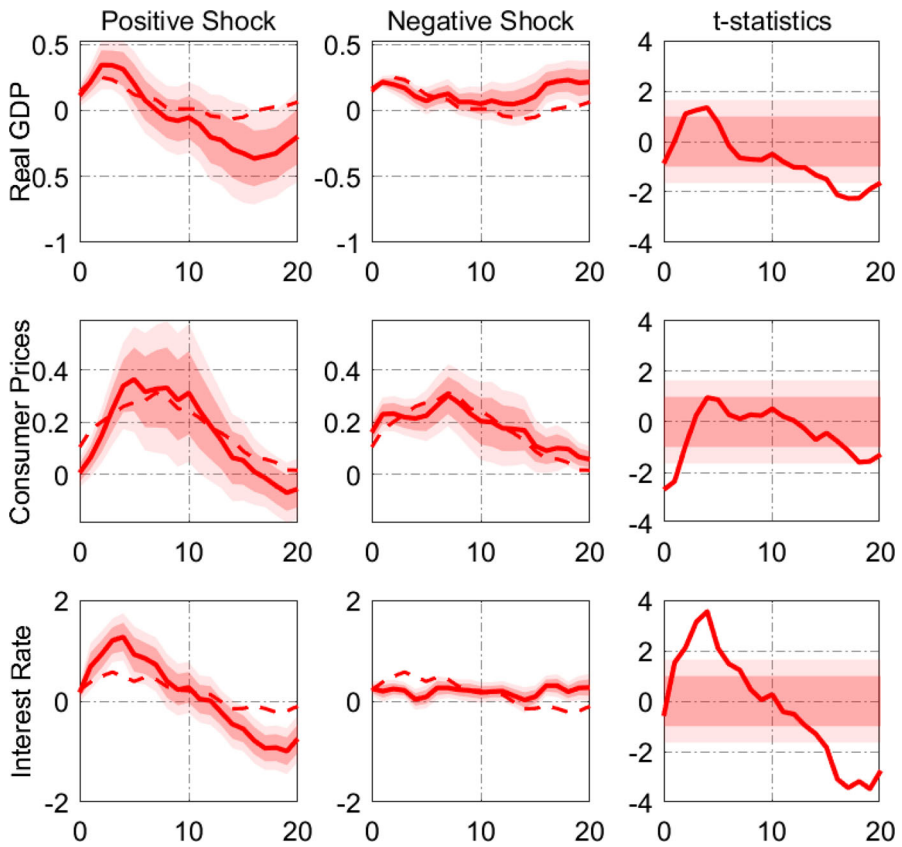 Positive Shock Negative Shock t-statistics
Real GDP
0.5 0.5 4
0 0 2
-0.5 -0.5 0
-1 -1 -2
-4
0 10 20 0 10 20 0 10 20
Consumer Prices
0.4 0.4 4
0.2 0.2 2
0 0 0
-2
-4
0 10 20 0 10 20 0 10 20
Interest Rate
2 2 4
0 0 2
-2 -2 0
-2
-4
0 10 20 0 10 20 0 10 20